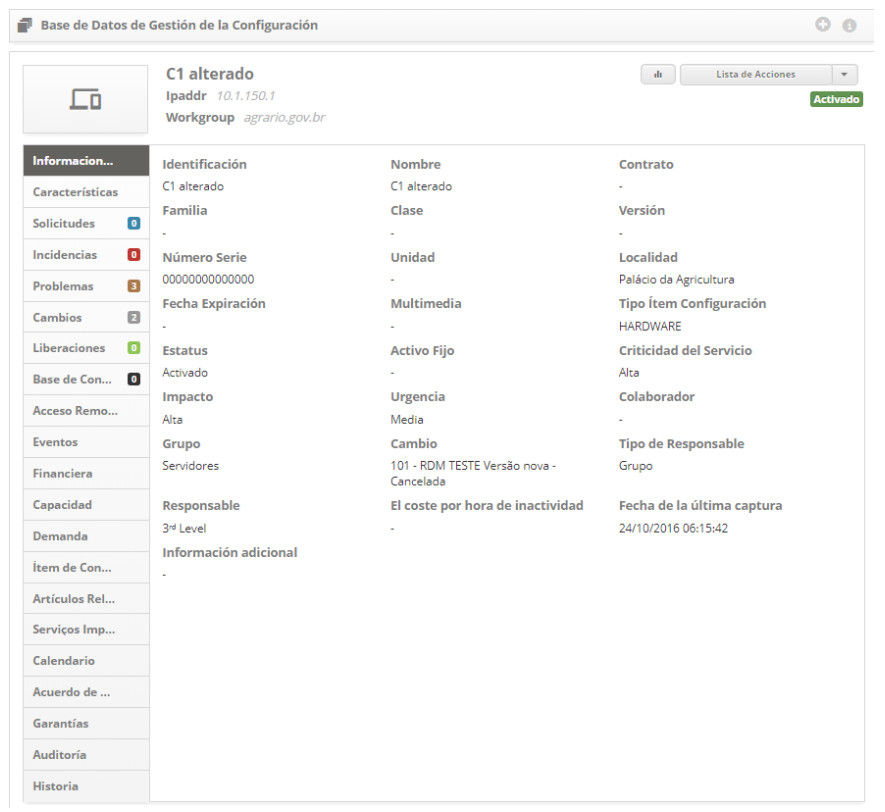 Base de Datos de Gestión de la Configuración
C1 alterado
Ipaddr 10.1.150.1
Workgroup agrario.gov.br
Lista de Acciones
Activado
Informacion...
Características
Solicitudes 0
Incidencias 0
Problemas 3
Cambios 2
Liberaciones 0
Base de Con... 0
Acceso Remo...
Eventos
Financiera
Capacidad
Demanda
Ítem de Con...
Artículos Rel...
Serviços Imp...
Calendario
Acuerdo de ...
Garantías
Auditoría
Historia
Identificación Nombre Contrato
C1 alterado C1 alterado -
Familia Clase Versión
- - -
Número Serie Unidad Localidad
00000000000000 - Palácio da Agricultura
Fecha Expiración Multimedia Tipo Ítem Configuración
- - HARDWARE
Estatus Activo Fijo Criticidad del Servicio
Activado - Alta
Impacto Urgencia Colaborador
Alta Media -
Grupo Cambio Tipo de Responsable
Servidores 101 - RDM TESTE Versão nova - Grupo
Cancelada
Responsable El coste por hora de inactividad Fecha de la última captura
3rd Level - 24/10/2016 06:15:42
Información adicional
-